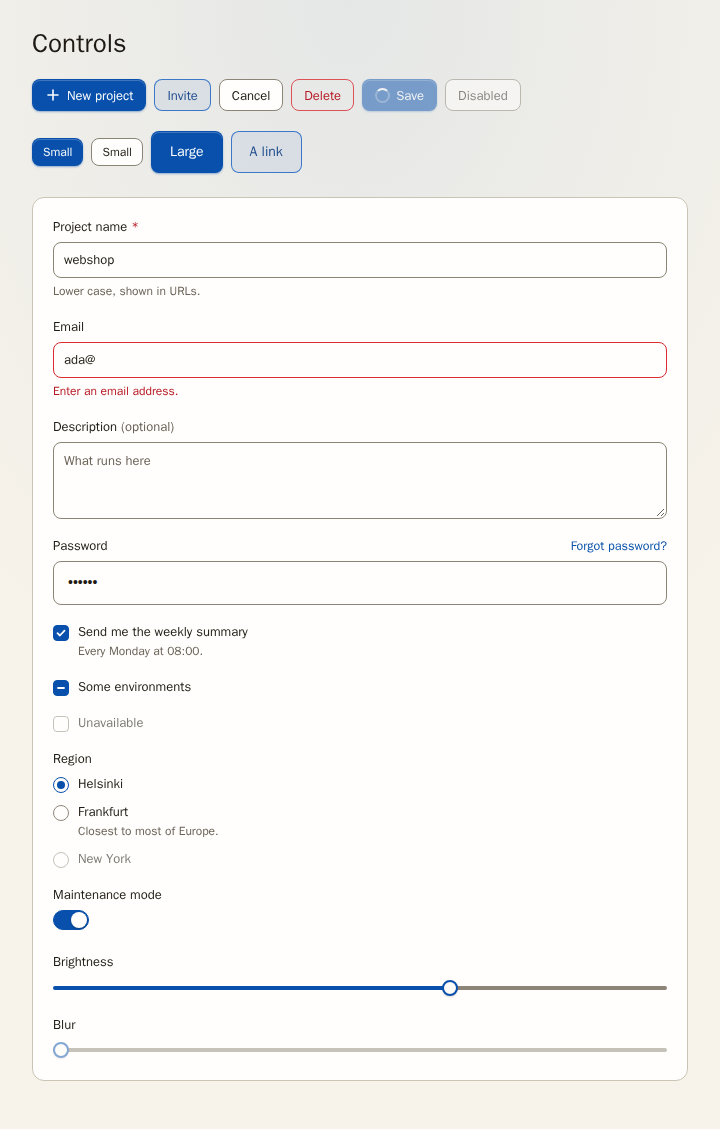 Controls
New project Invite Cancel Delete Save Disabled
Small Small Large A link
Project name *
webshop
Lower case, shown in URLs.
Email
ada@
Enter an email address.
Description (optional)
What runs here
Password Forgot password?
••••••
Send me the weekly summary
Every Monday at 08:00.
Some environments
Unavailable
Region
Helsinki
Frankfurt
Closest to most of Europe.
New York
Maintenance mode
Brightness
Blur